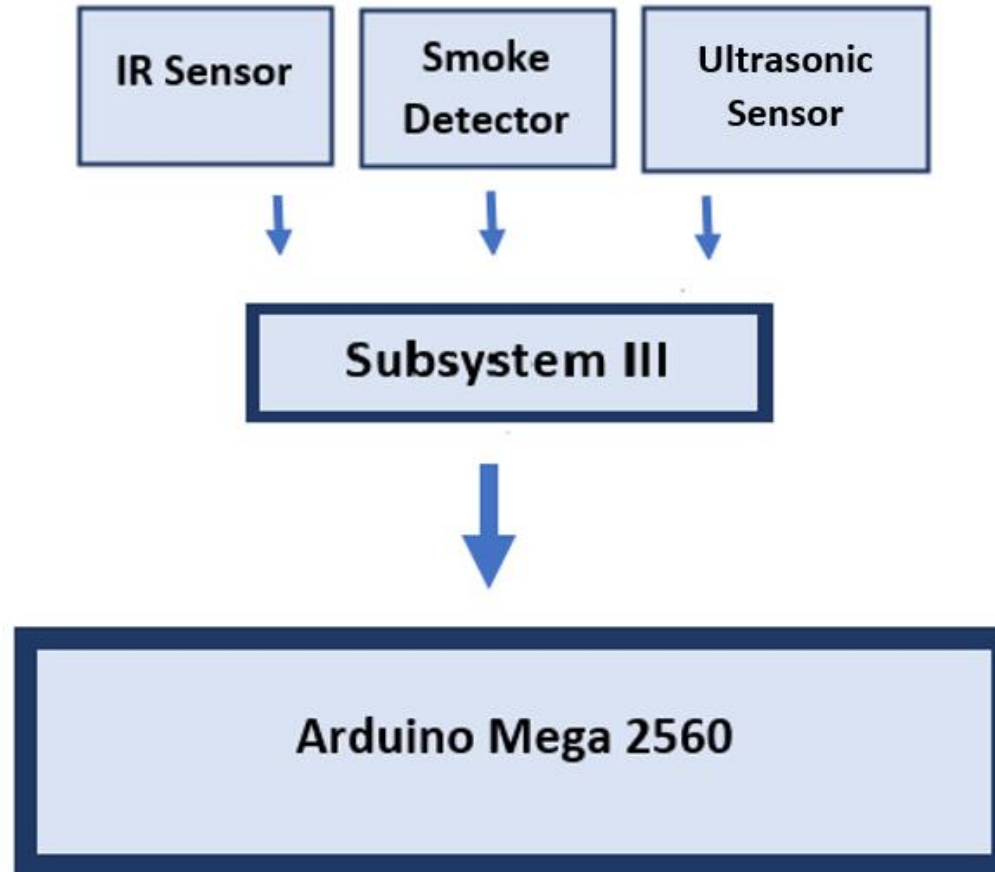 IR Sensor
Smoke
Detector
Ultrasonic
Sensor
Subsystem III
Arduino Mega 2560